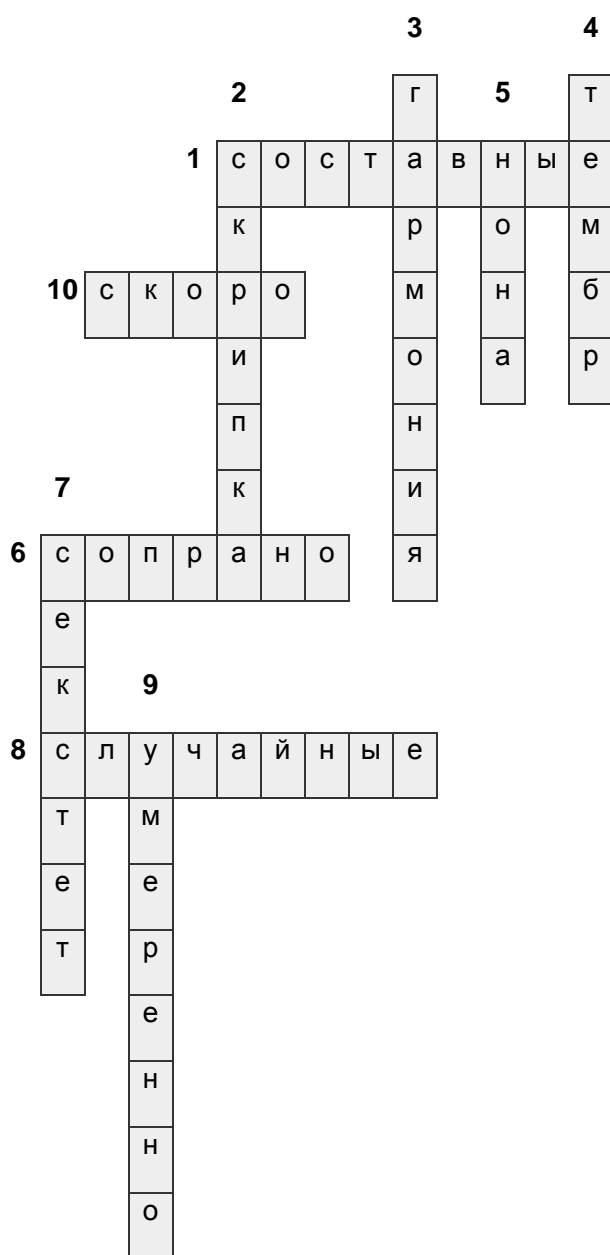 3 4
2 г 5 т
1 с о с т а в н ы е
к р о м
10 с к о р о м н б
и о а р
п н
7 к и
6 с о п р а н о я
е
к 9
8 с л у ч а й н ы е
т м
е е
т р
е
н
н
о